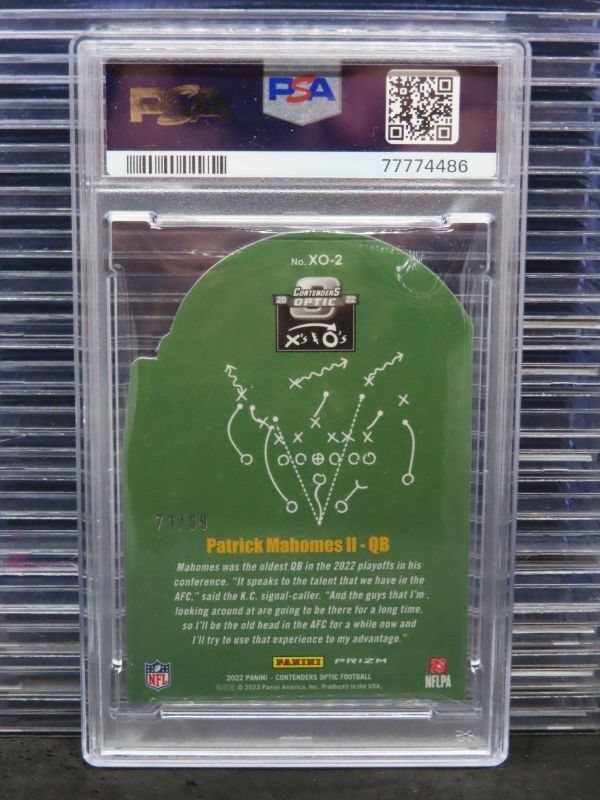 PSA
PSA
77774486
No. XO-2
CONTENDERS
20 OPTIC 22
X's & O's
73/99
Patrick Mahomes II - QB
Mahomes was the oldest QB in the 2022 playoffs in his
conference. "It speaks to the talent that we have in the
AFC," said the K.C. signal-caller. "And the guys that I'm
looking around at are going to be there for a long time,
so I'll be the old head in the AFC for a while now and
I'll try to use that experience to my advantage."
PANINI PRIZM
NFL
NFLPA
2022 PANINI - CONTENDERS OPTIC FOOTBALL
© 2023 Panini America, Inc. Produced in the USA.